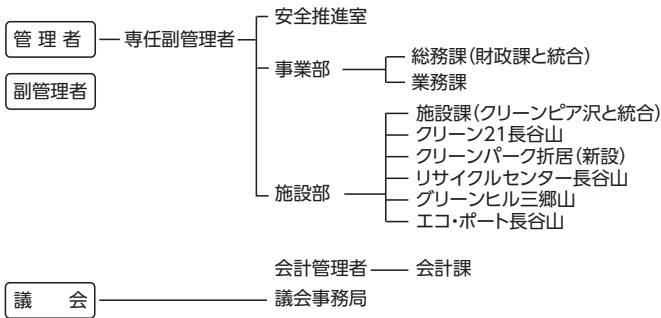 安全推進室
管理者 専任副管理者
総務課(財政課と統合)
事業部
業務課
副管理者
施設課(クリーンピア沢と統合)
クリーン21長谷山
クリーンパーク折居(新設)
リサイクルセンター長谷山
施設部
グリーンヒル三郷山
エコ・ポート長谷山
会計管理者 会計課
議会 議会事務局